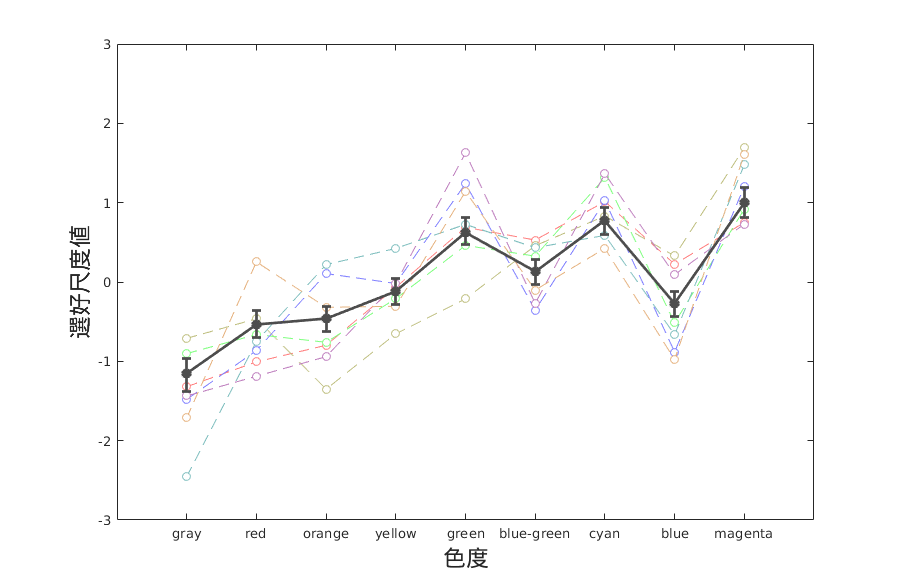 3
2
1
0
-1
-2
-3
選好尺度値
gray red orange yellow green blue-green cyan blue magenta
色度